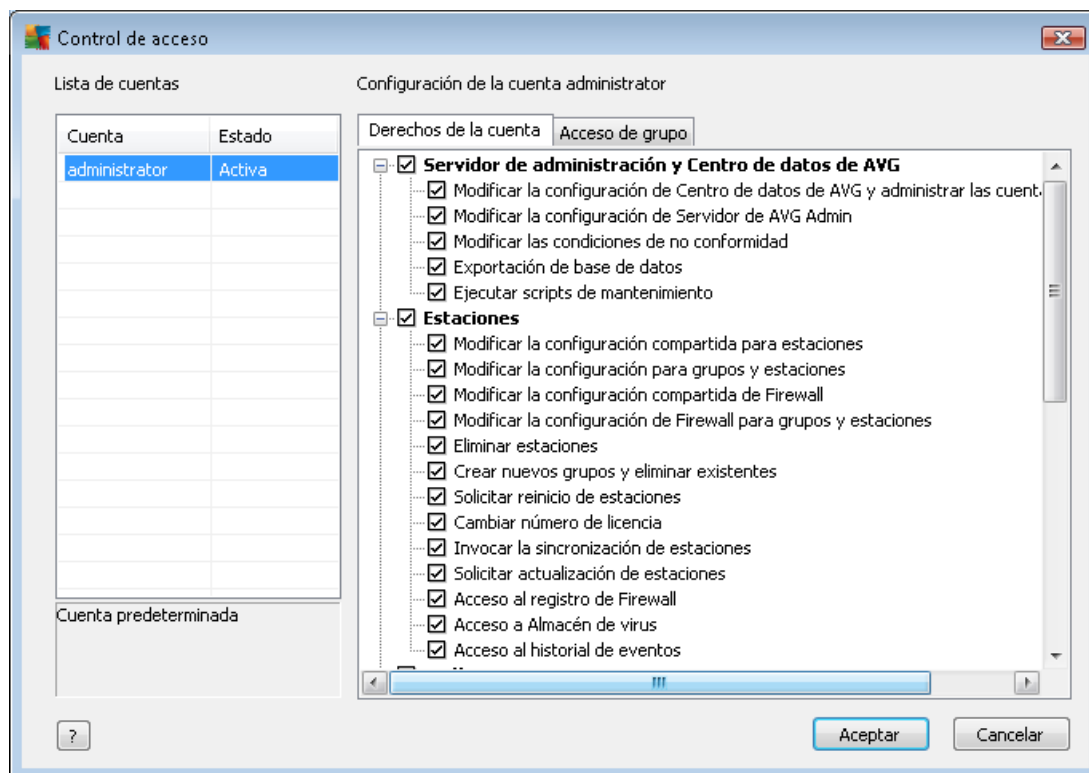 Control de acceso
Lista de cuentas
Configuración de la cuenta administrator
Cuenta Estado
administrator Activa
Cuenta predeterminada
Derechos de la cuenta Acceso de grupo
Servidor de administración y Centro de datos de AVG
Modificar la configuración de Centro de datos de AVG y administrar las cuent
Modificar la configuración de Servidor de AVG Admin
Modificar las condiciones de no conformidad
Exportación de base de datos
Ejecutar scripts de mantenimiento
Estaciones
Modificar la configuración compartida para estaciones
Modificar la configuración para grupos y estaciones
Modificar la configuración compartida de Firewall
Modificar la configuración de Firewall para grupos y estaciones
Eliminar estaciones
Crear nuevos grupos y eliminar existentes
Solicitar reinicio de estaciones
Cambiar número de licencia
Invocar la sincronización de estaciones
Solicitar actualización de estaciones
Acceso al registro de Firewall
Acceso a Almacén de virus
Acceso al historial de eventos
?
Aceptar
Cancelar